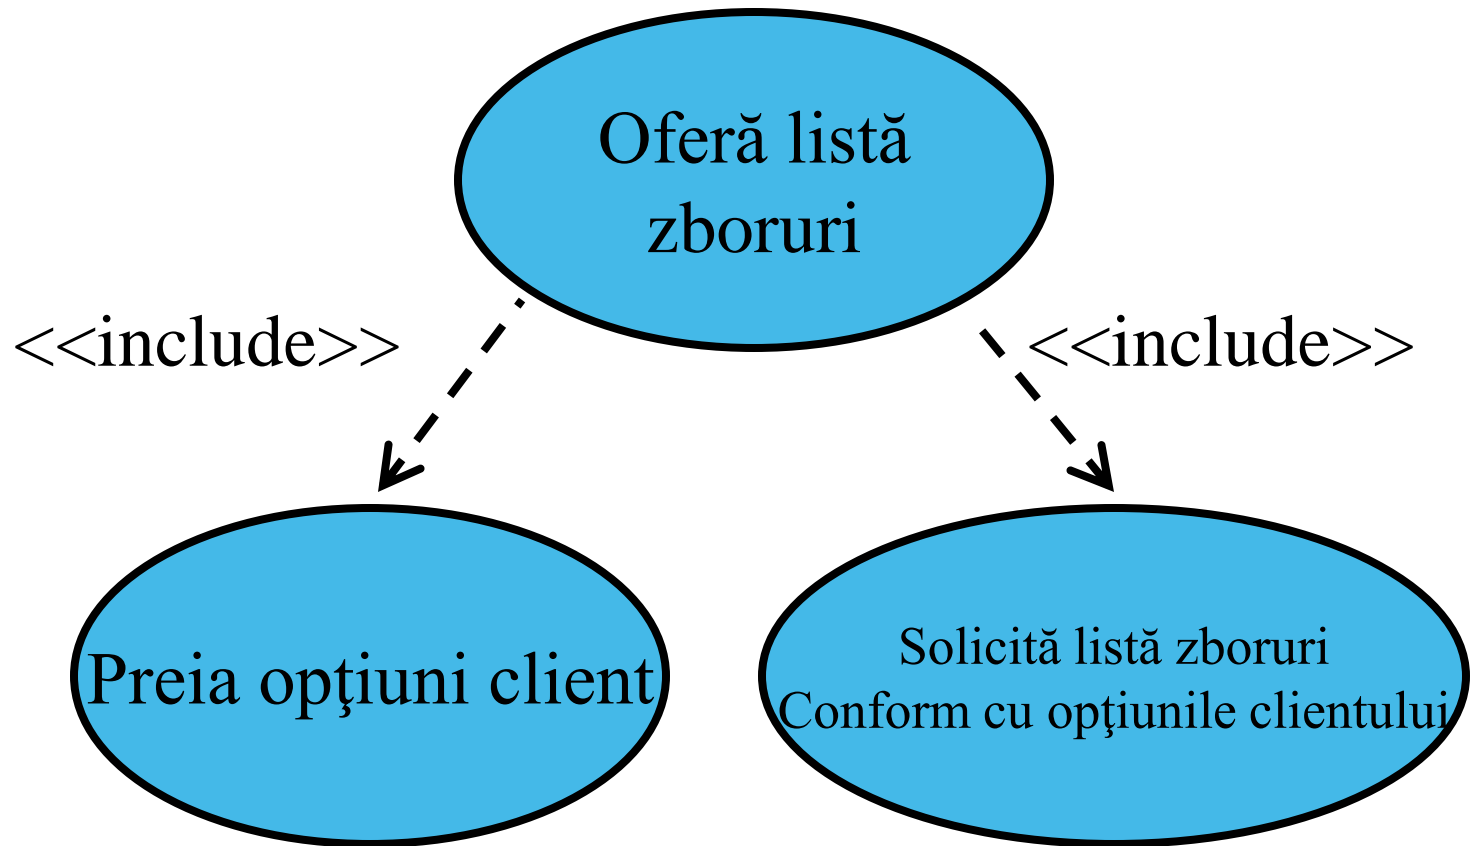 Oferă listă
zboruri
<<include>>
<<include>>
Preia opţiuni client
Solicită listă zboruri
Conform cu opţiunile clientului